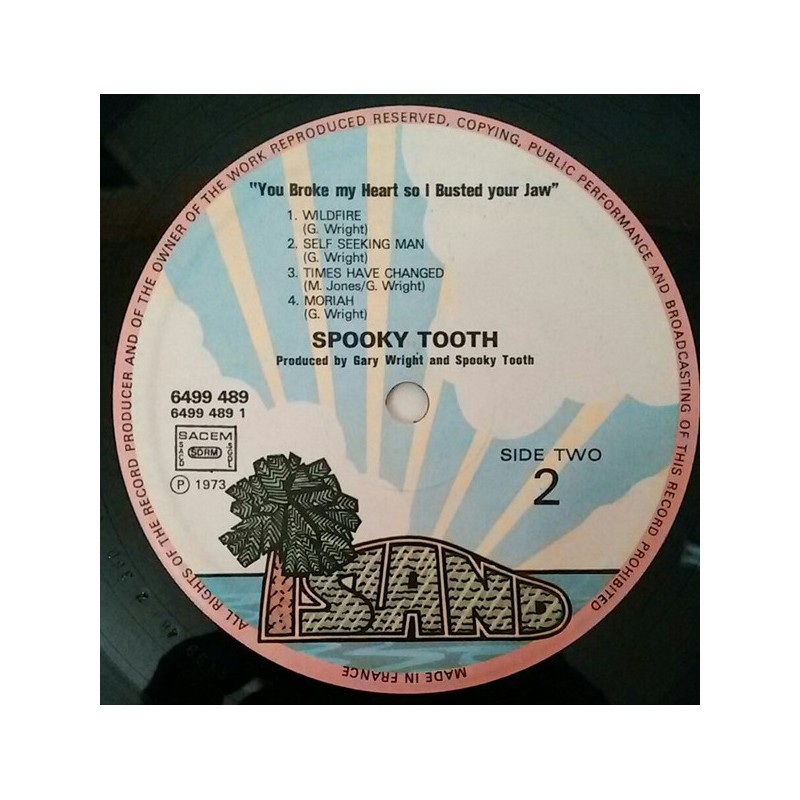 ALL RIGHTS OF THE RECORD PRODUCER AND OF THE OWNER OF THE WORK REPRODUCED RESERVED, COPYING, PUBLIC PERFORMANCE AND BROADCASTING OF THIS RECORD PROHIBITED
"You Broke my Heart so I Busted your Jaw"
1. WILDFIRE
(G. Wright)
2. SELF SEEKING MAN
(G. Wright)
3. TIMES HAVE CHANGED
(M. Jones/G. Wright)
4. MORIAH
(G. Wright)
SPOOKY TOOTH
Produced by Gary Wright and Spooky Tooth
6499 489
6499 489 1
SACEM
SACD SDRM SGDL
Ⓟ 1973
SIDE TWO
2
ISLAND
MADE IN FRANCE